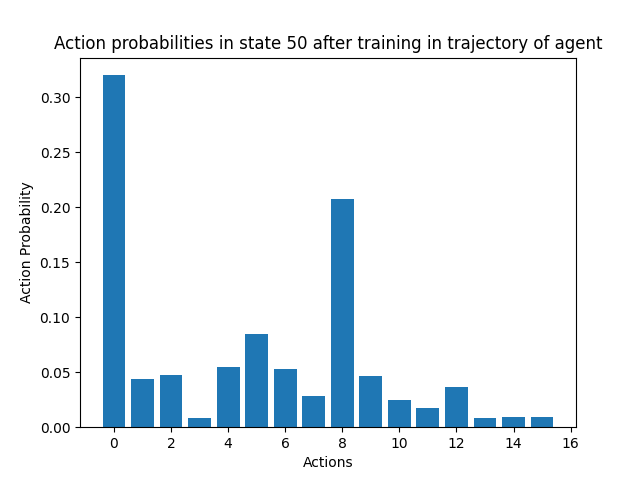 Action probabilities in state 50 after training in trajectory of agent
0.30
0.25
0.20
0.15
0.10
0.05
0.00
Action Probability
0 2 4 6 8 10 12 14 16
Actions